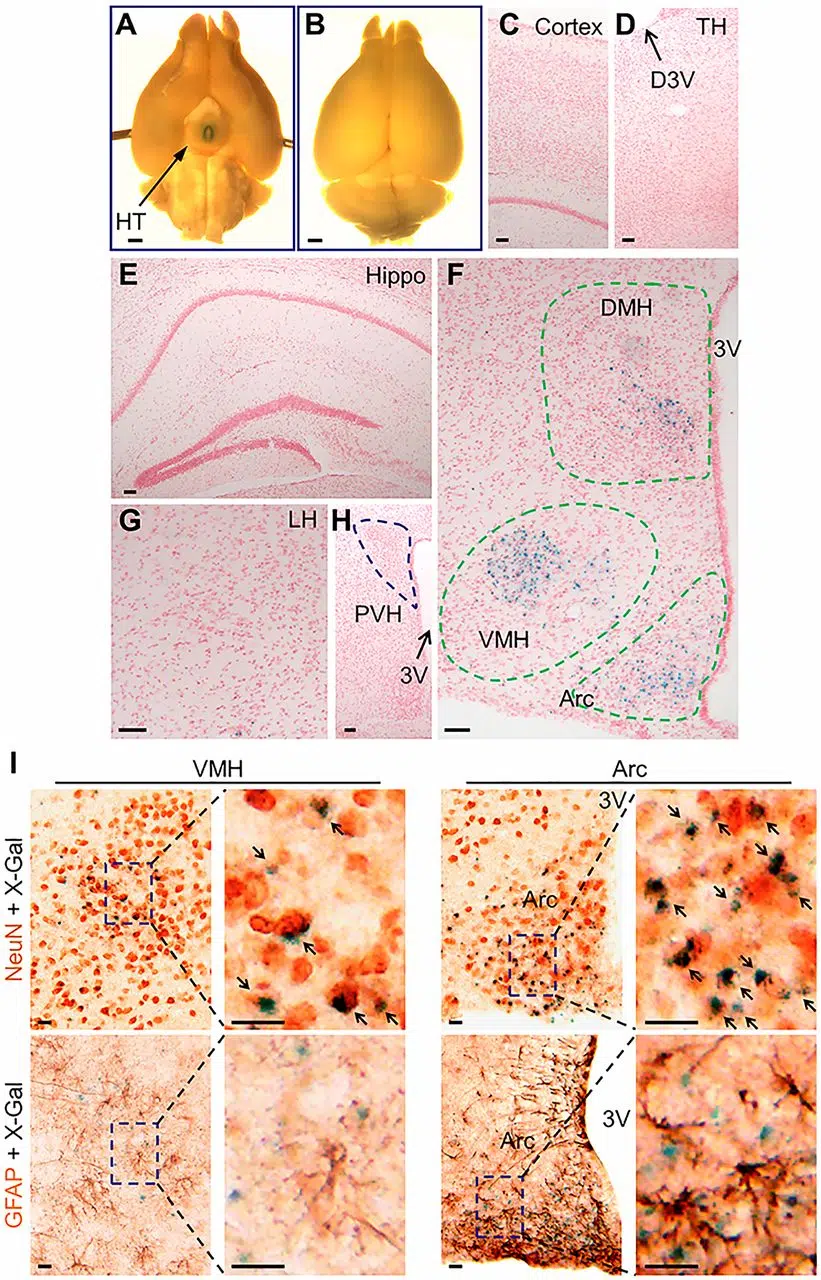 A
HT
B
C Cortex
D TH
D3V
E Hippo
F
DMH
3V
VMH
Arc
G LH
H
PVH
3V
I
VMH
Arc
NeuN + X-Gal
3V
Arc
GFAP + X-Gal
Arc
3V